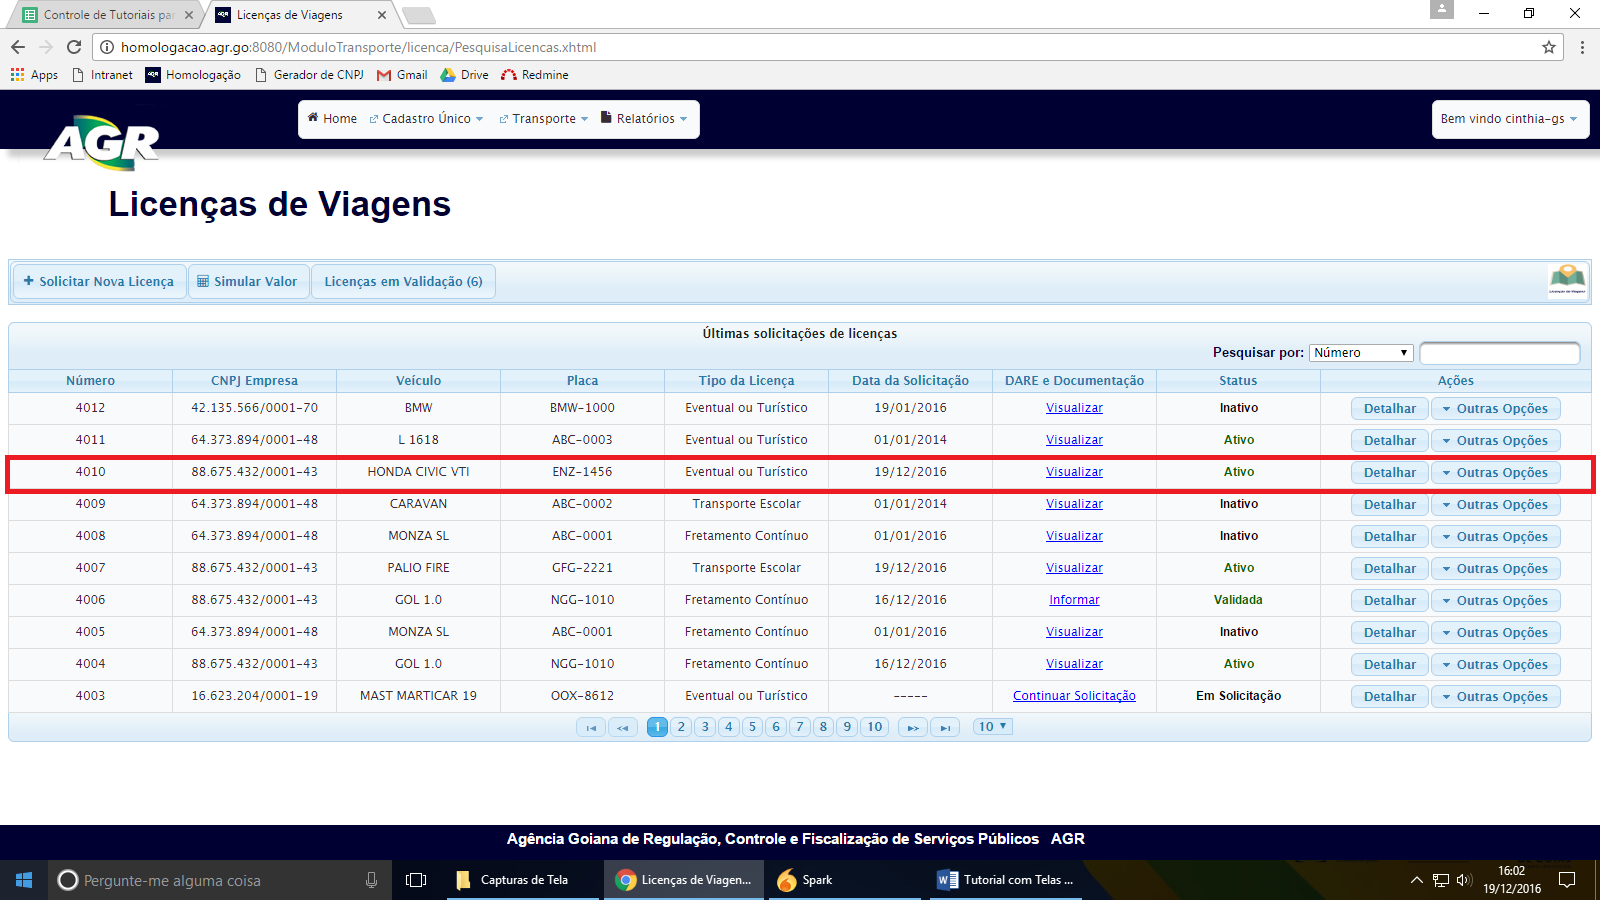 Controle de Tutoriais par
Licenças de Viagens
homologacao.agr.go:8080/ModuloTransporte/licenca/PesquisaLicencas.xhtml
Apps Intranet Homologação Gerador de CNPJ Gmail Drive Redmine
AGR
Home Cadastro Único Transporte Relatórios
Bem vindo cinthia-gs
Licenças de Viagens
Solicitar Nova Licença Simular Valor Licenças em Validação (6)
Últimas solicitações de licenças
Pesquisar por: Número
Número CNPJ Empresa Veículo Placa Tipo da Licença Data da Solicitação DARE e Documentação Status Ações
4012 42.135.566/0001-70 BMW BMW-1000 Eventual ou Turístico 19/01/2016 Visualizar Inativo Detalhar Outras Opções
4011 64.373.894/0001-48 L 1618 ABC-0003 Eventual ou Turístico 01/01/2014 Visualizar Ativo Detalhar Outras Opções
4010 88.675.432/0001-43 HONDA CIVIC VTI ENZ-1456 Eventual ou Turístico 19/12/2016 Visualizar Ativo Detalhar Outras Opções
4009 64.373.894/0001-48 CARAVAN ABC-0002 Transporte Escolar 01/01/2014 Visualizar Inativo Detalhar Outras Opções
4008 64.373.894/0001-48 MONZA SL ABC-0001 Fretamento Contínuo 01/01/2016 Visualizar Inativo Detalhar Outras Opções
4007 88.675.432/0001-43 PALIO FIRE GFG-2221 Transporte Escolar 19/12/2016 Visualizar Ativo Detalhar Outras Opções
4006 88.675.432/0001-43 GOL 1.0 NGG-1010 Fretamento Contínuo 16/12/2016 Informar Validada Detalhar Outras Opções
4005 64.373.894/0001-48 MONZA SL ABC-0001 Fretamento Contínuo 01/01/2016 Visualizar Inativo Detalhar Outras Opções
4004 88.675.432/0001-43 GOL 1.0 NGG-1010 Fretamento Contínuo 16/12/2016 Visualizar Ativo Detalhar Outras Opções
4003 16.623.204/0001-19 MAST MARTICAR 19 OOX-8612 Eventual ou Turístico ----- Continuar Solicitação Em Solicitação Detalhar Outras Opções
1 2 3 4 5 6 7 8 9 10 10
Agência Goiana de Regulação, Controle e Fiscalização de Serviços Públicos AGR
Pergunte-me alguma coisa
Capturas de Tela
Licenças de Viagen...
Spark
Tutorial com Telas ...
16:02
19/12/2016